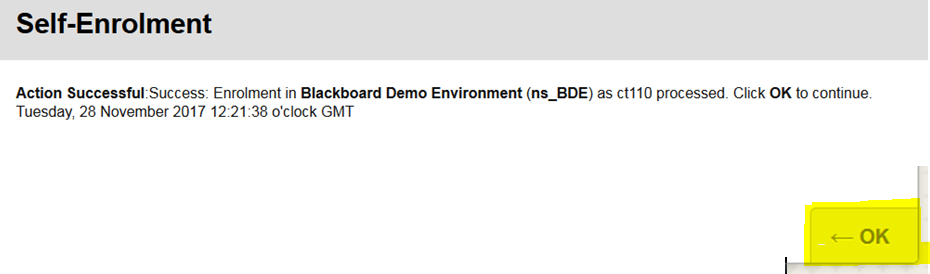 Self-Enrolment
Action Successful:Success: Enrolment in Blackboard Demo Environment (ns_BDE) as ct110 processed. Click OK to continue.
Tuesday, 28 November 2017 12:21:38 o'clock GMT
← OK